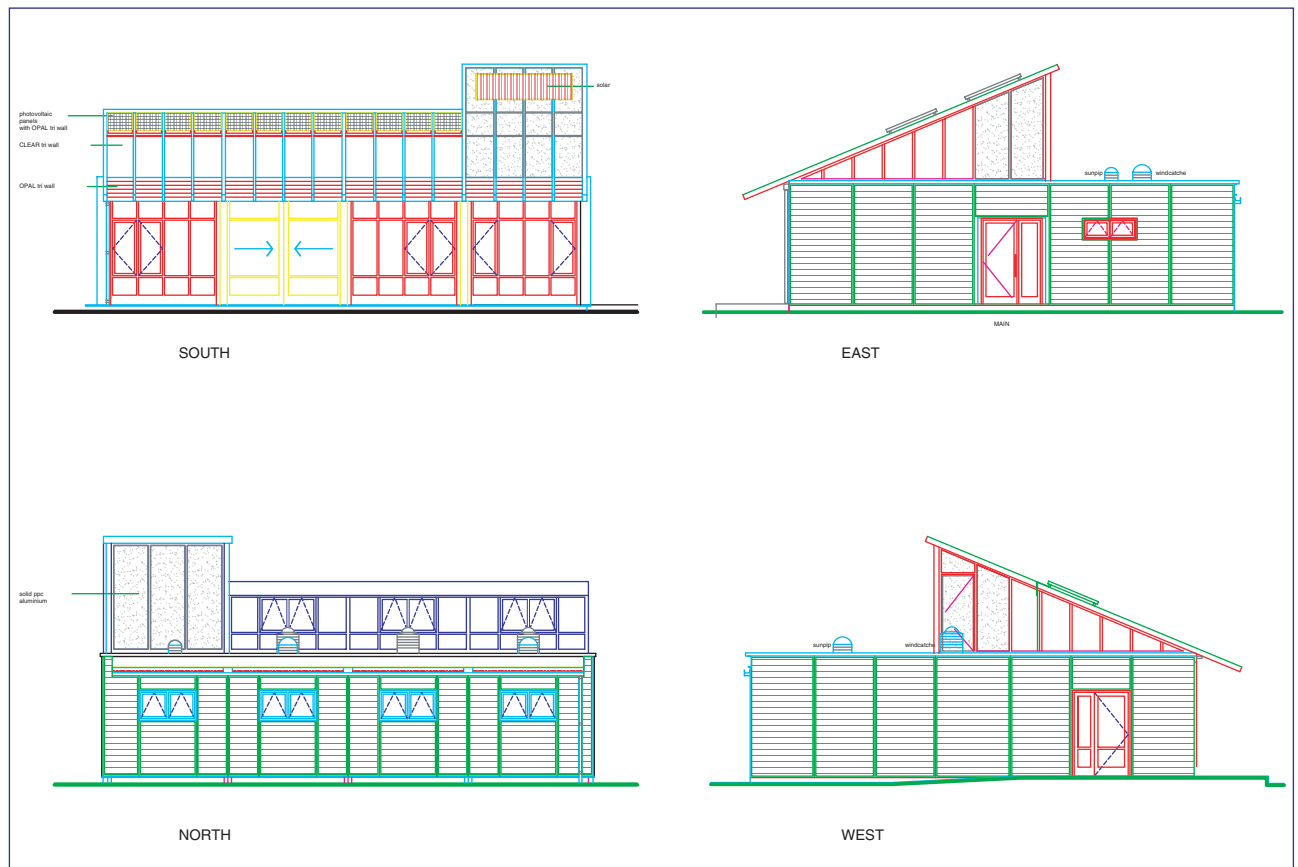 solar
photovoltaic
panels
with OPAL tri wall
CLEAR tri wall
OPAL tri wall
SOUTH
sunpip
windcatche
MAIN
EAST
solid ppc
aluminium
NORTH
sunpip
windcatche
WEST